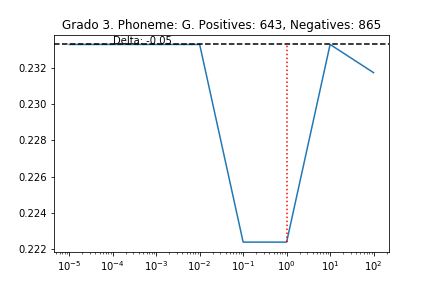 Grado 3. Phoneme: G. Positives: 643, Negatives: 865
Delta: -0.05
0.232
0.230
0.228
0.226
0.224
0.222
10⁻⁵ 10⁻⁴ 10⁻³ 10⁻² 10⁻¹ 10⁰ 10¹ 10²